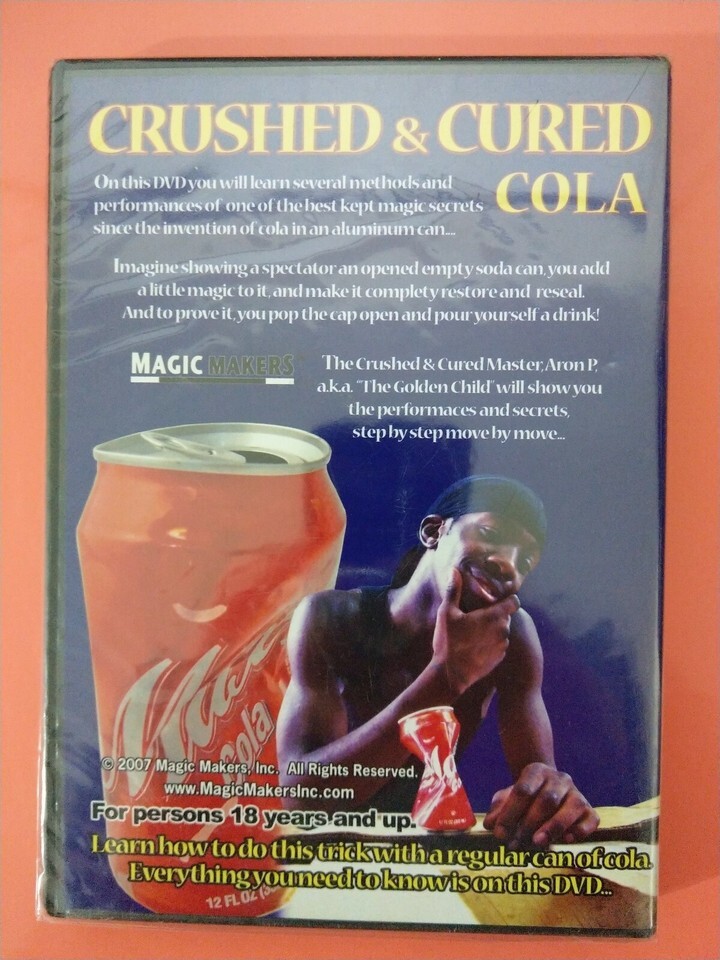 CRUSHED & CURED
COLA
On this DVD you will learn several methods and
performances of one of the best kept magic secrets
since the invention of cola in an aluminum can....
Imagine showing a spectator an opened empty soda can, you add
a little magic to it, and make it complety restore and reseal.
And to prove it, you pop the cap open and pour yourself a drink!
MAGIC MAKERS
The Crushed & Cured Master, Aron P,
a.k.a. "The Golden Child" will show you
the performaces and secrets,
step by step move by move...
Cola
© 2007 Magic Makers, Inc. All Rights Reserved.
www.MagicMakersInc.com
For persons 18 years and up.
Learn how to do this trick with a regular can of cola.
Everything you need to know is on this DVD...
12 FL OZ